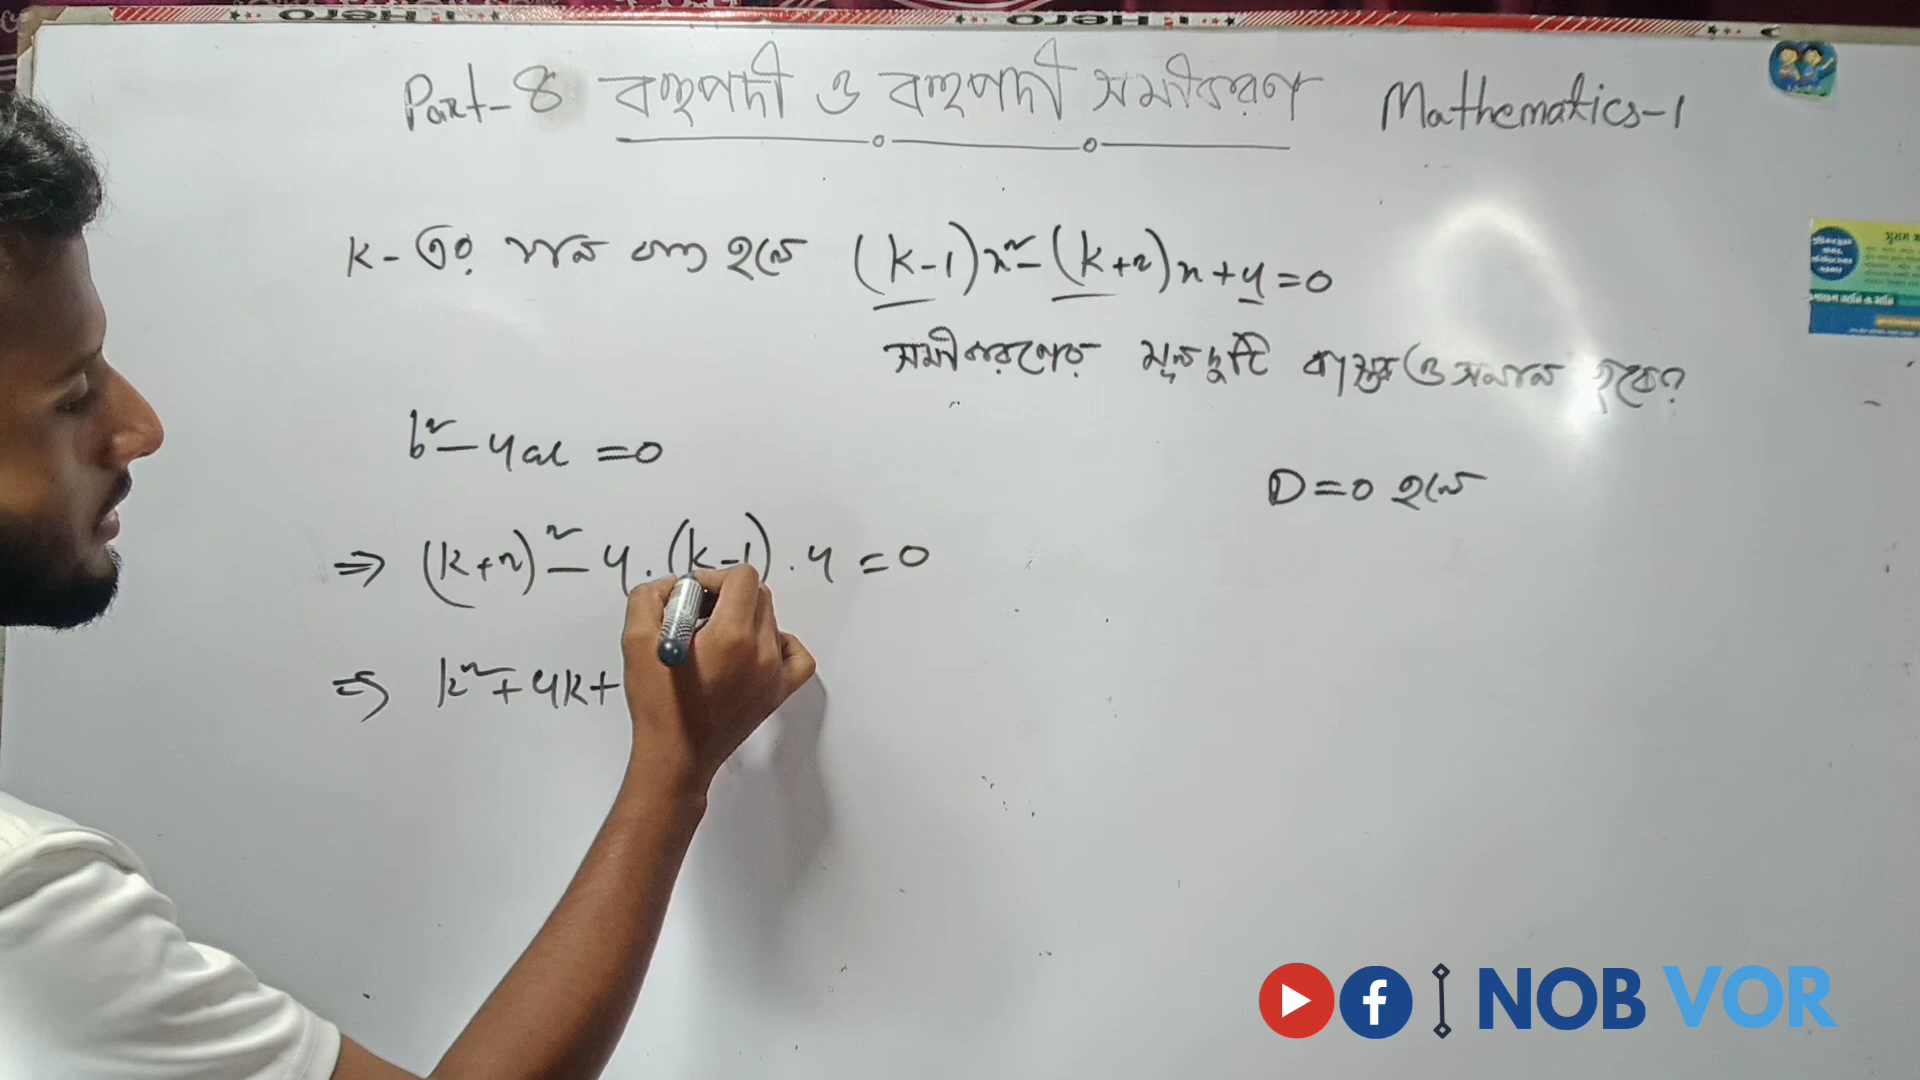 Part-8 বহুপদী ও বহুপদী সমীকরণ Mathematics-1
K-এর মান কত হলে (k-1)x²-(k+2)x+4=0
সমীকরণের মূলদুটি বাস্তব ও সমান হবে?
b²-4ac=0
D=0 হলে
⇒ (k+2)²-4.(k-1).4=0
⇒ k²+4k+
NOB VOR